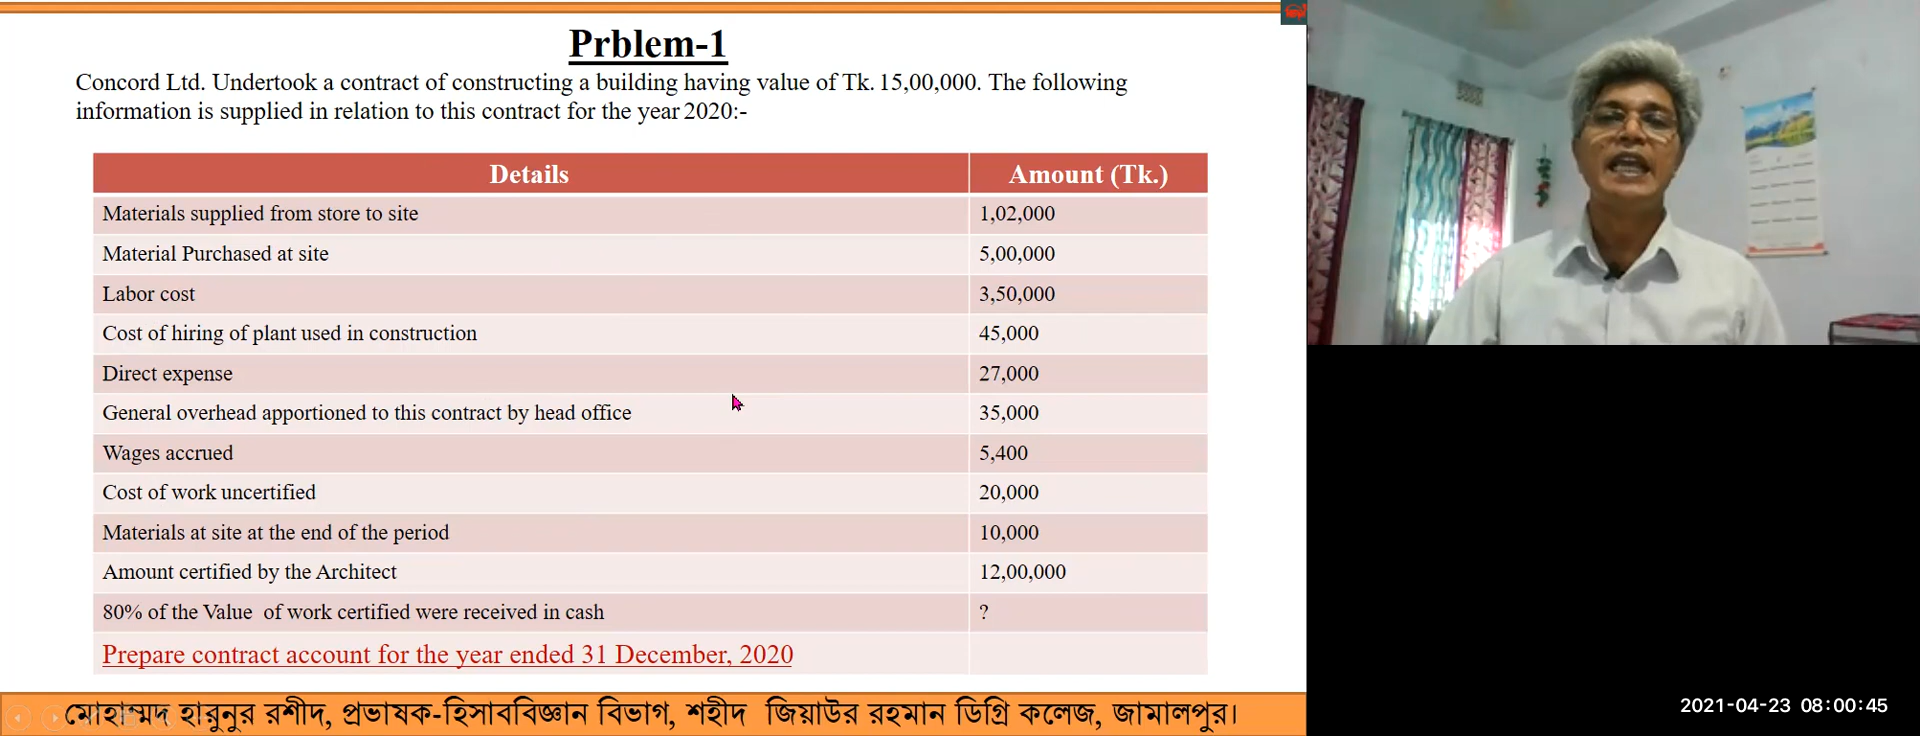 Prblem-1
Concord Ltd. Undertook a contract of constructing a building having value of Tk. 15,00,000. The following
information is supplied in relation to this contract for the year 2020:-
Details Amount (Tk.)
Materials supplied from store to site 1,02,000
Material Purchased at site 5,00,000
Labor cost 3,50,000
Cost of hiring of plant used in construction 45,000
Direct expense 27,000
General overhead apportioned to this contract by head office 35,000
Wages accrued 5,400
Cost of work uncertified 20,000
Materials at site at the end of the period 10,000
Amount certified by the Architect 12,00,000
80% of the Value of work certified were received in cash ?
Prepare contract account for the year ended 31 December, 2020
মোহাম্মদ হারুনুর রশীদ, প্রভাষক-হিসাববিজ্ঞান বিভাগ, শহীদ জিয়াউর রহমান ডিগ্রি কলেজ, জামালপুর।
2021-04-23 08:00:45